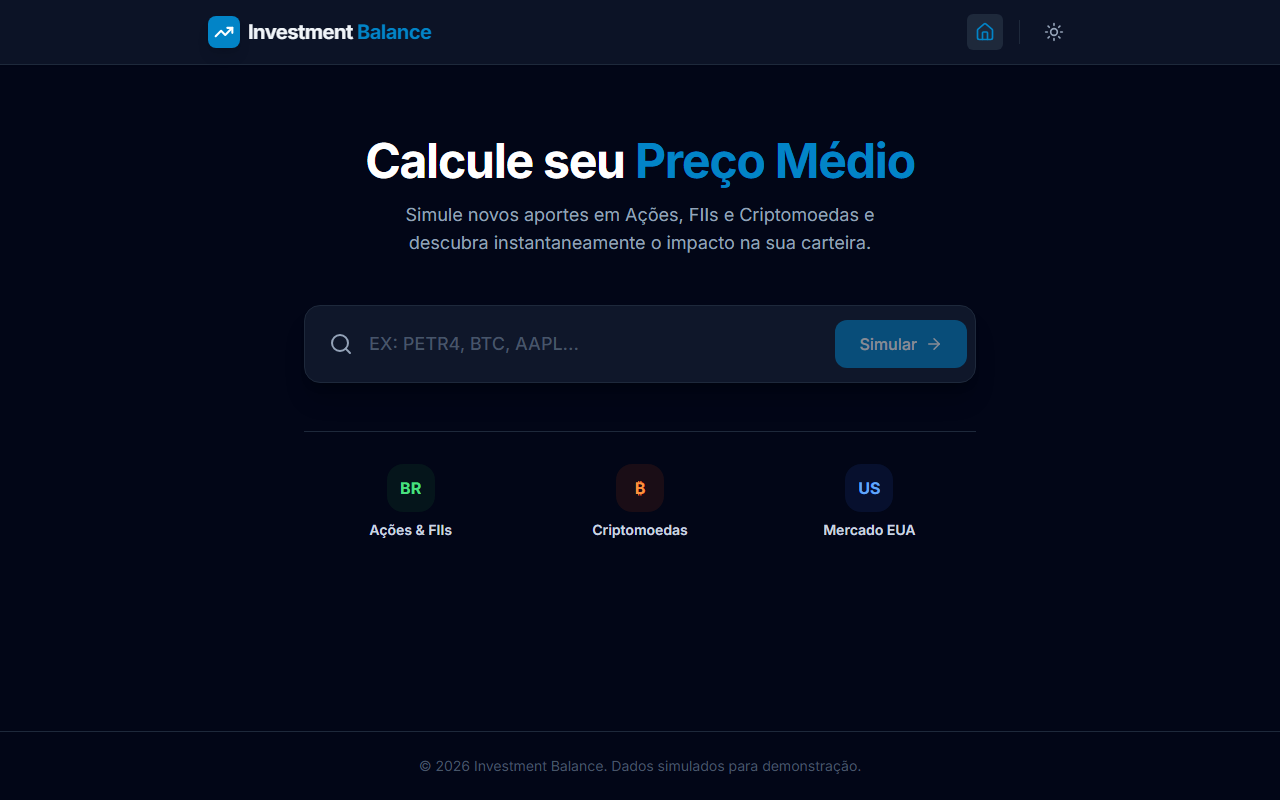 Investment Balance
Calcule seu Preço Médio
Simule novos aportes em Ações, FIIs e Criptomoedas e
descubra instantaneamente o impacto na sua carteira.
EX: PETR4, BTC, AAPL...
Simular
BR
₿
US
Ações & FIIs
Criptomoedas
Mercado EUA
© 2026 Investment Balance. Dados simulados para demonstração.